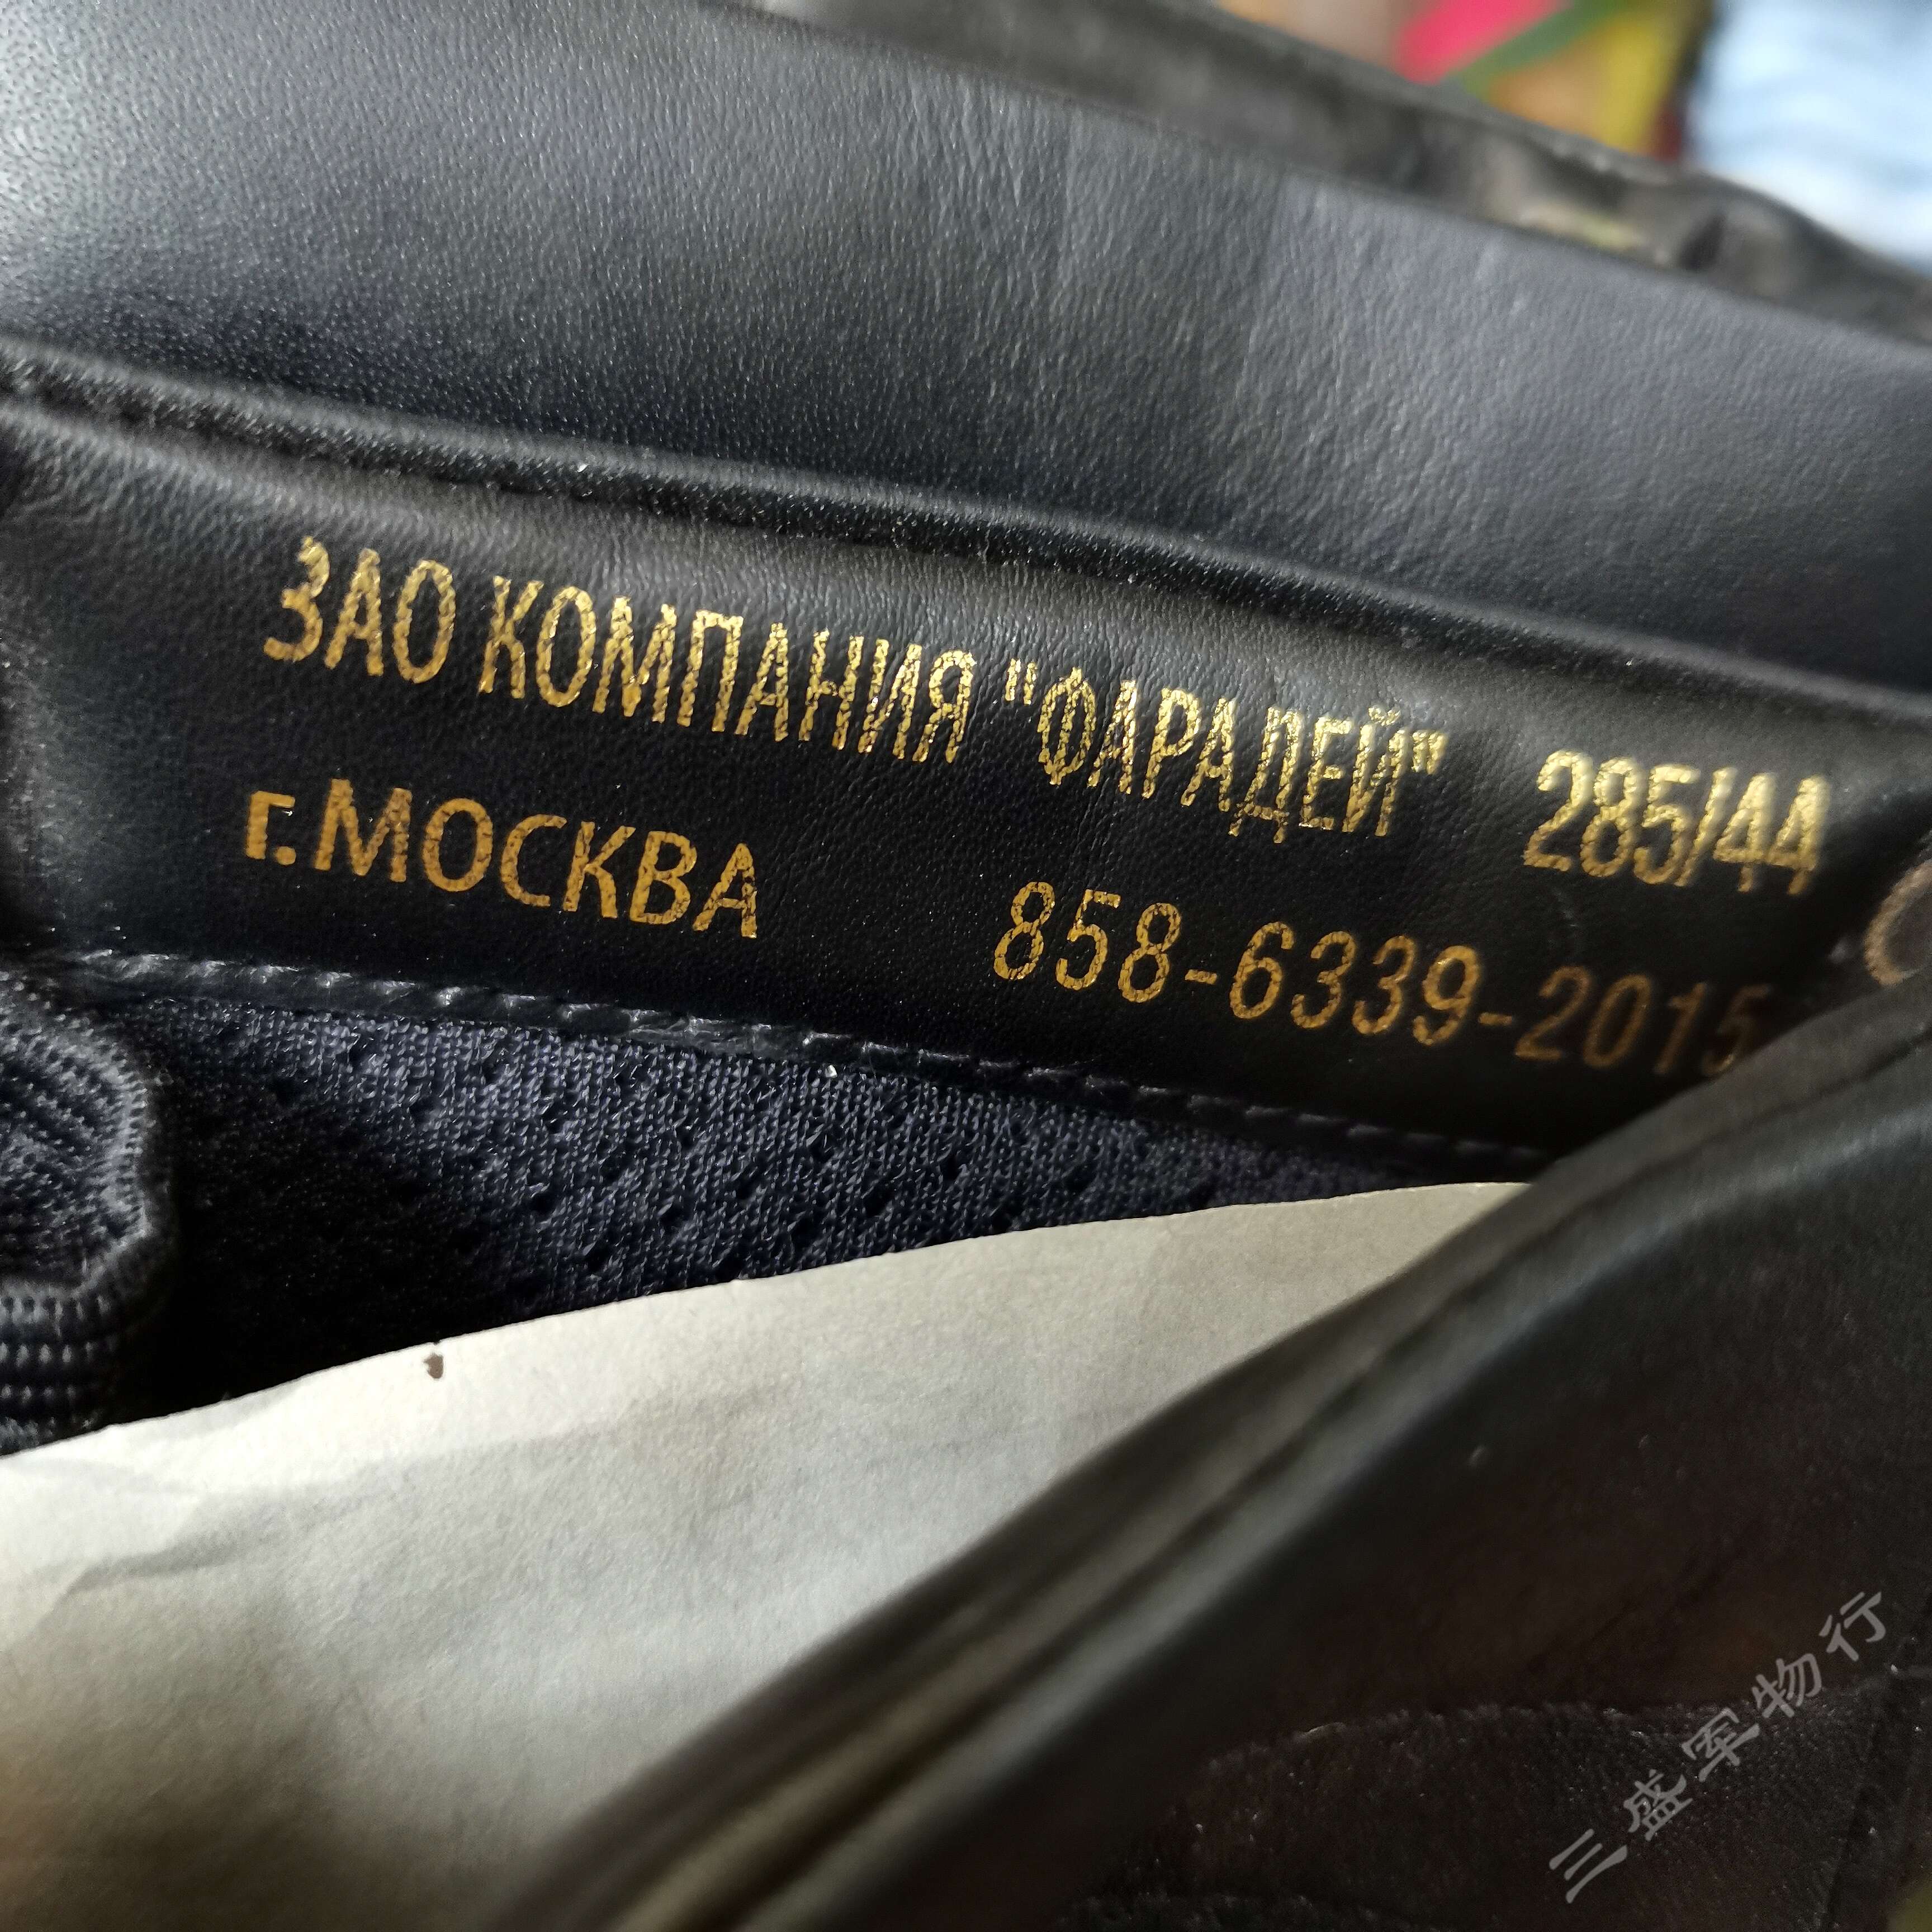 ЗАО КОМПАНИЯ "ФАРАДЕЙ" 285/44
г.МОСКВА 858-6339-2015
三盛军物行